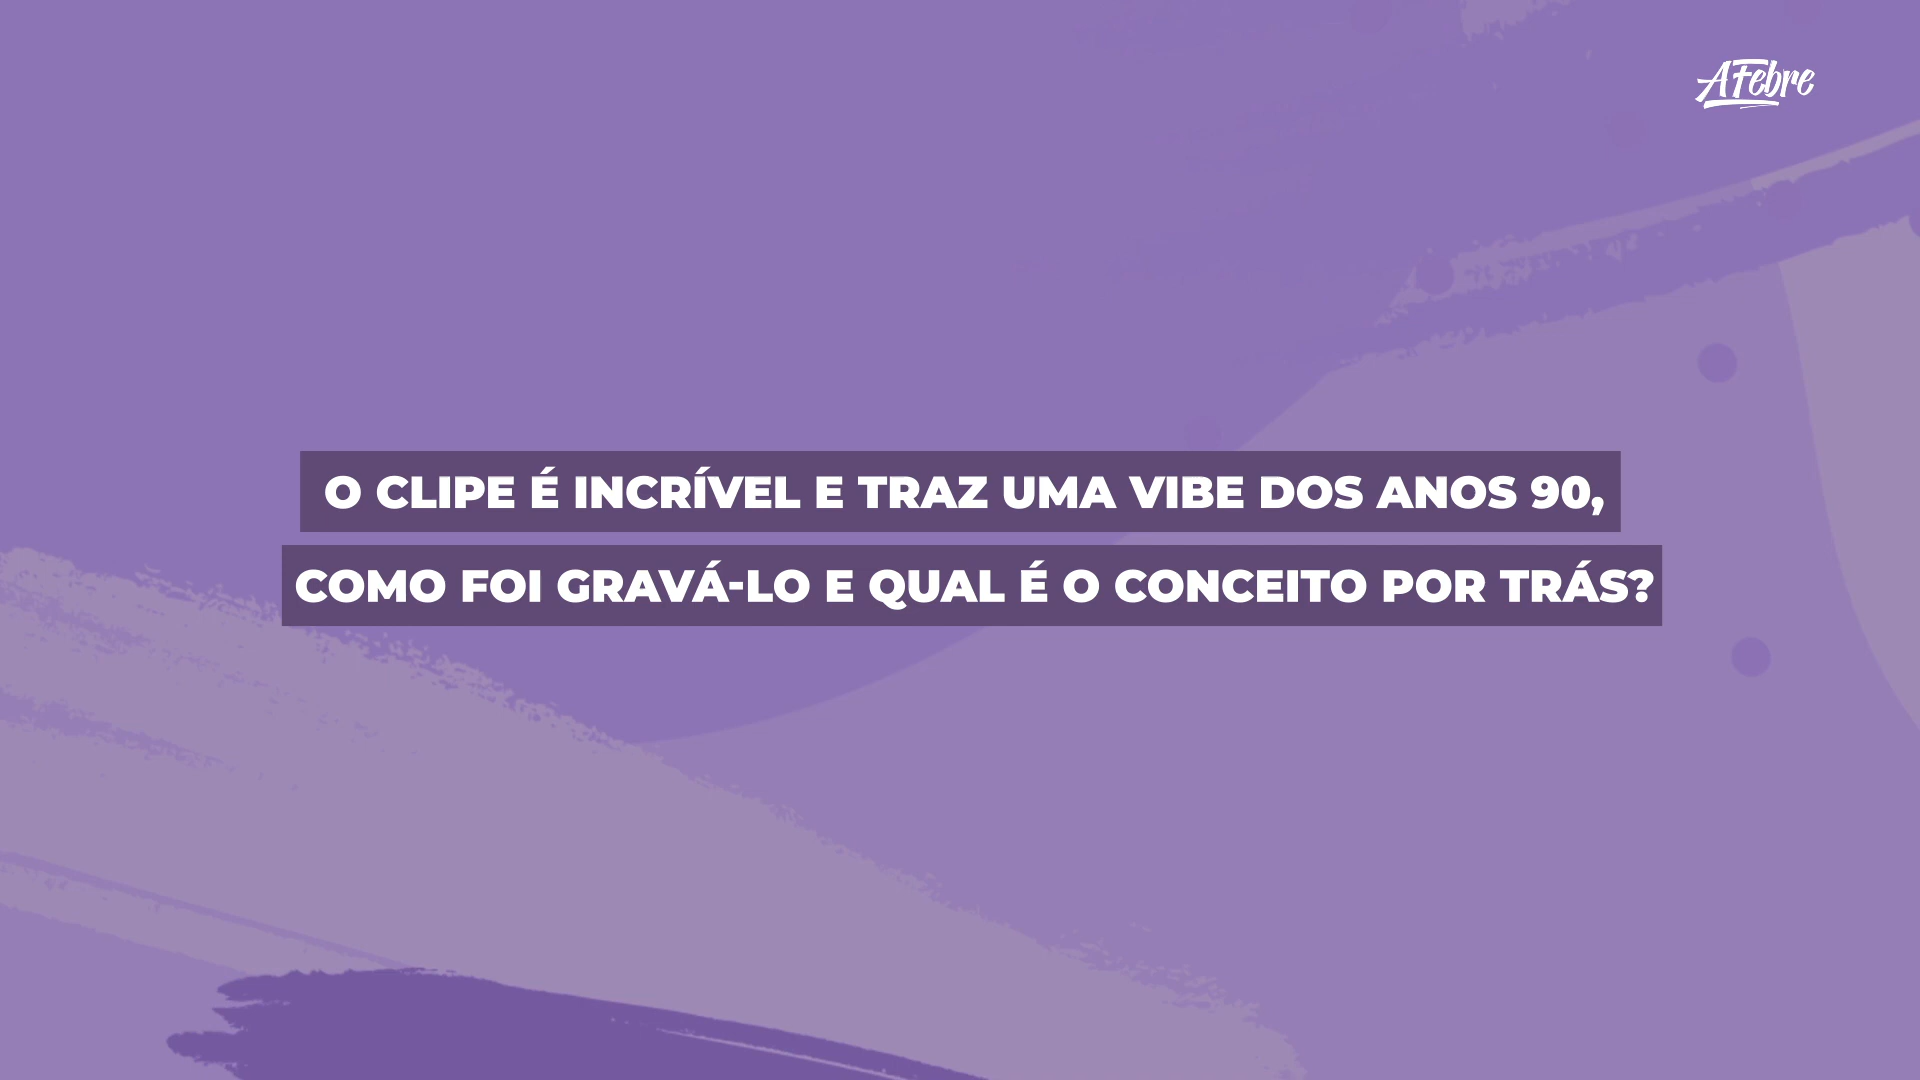 AFebre
O CLIPE É INCRÍVEL E TRAZ UMA VIBE DOS ANOS 90,
COMO FOI GRAVÁ-LO E QUAL É O CONCEITO POR TRÁS?